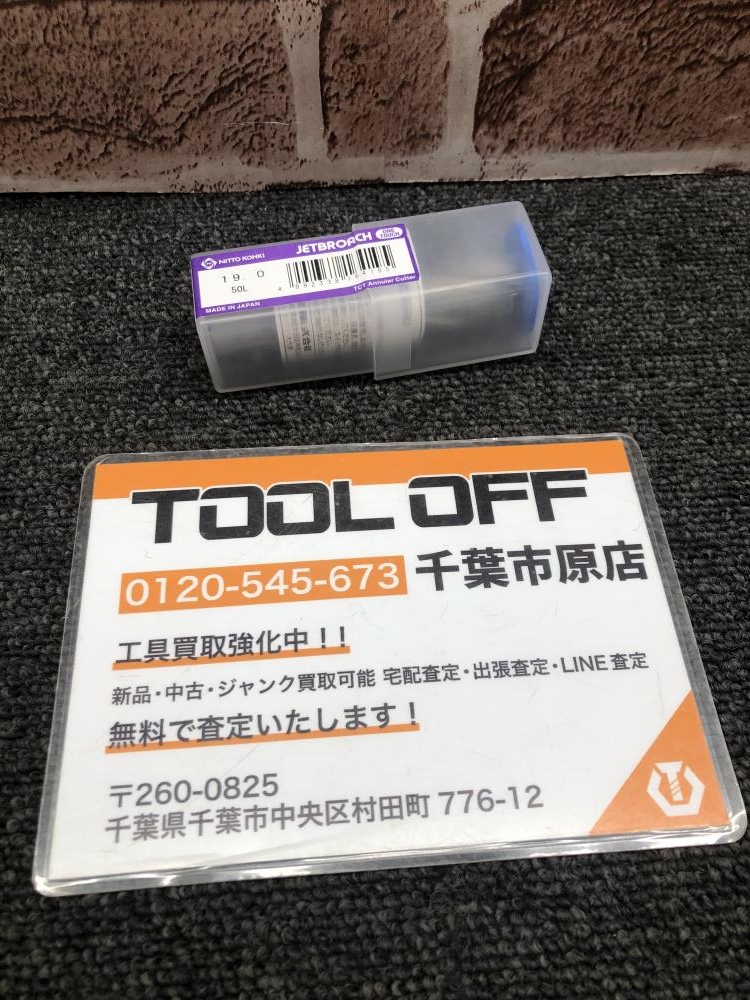 NITTO KOHKI
JETBROACH ONE TOUCH
19.0
50L
MADE IN JAPAN
TCT Annular Cutter
TOOL OFF
0120-545-673 千葉市原店
工具買取強化中!!
新品・中古・ジャンク買取可能 宅配査定・出張査定・LINE査定
無料で査定いたします!
〒260-0825
千葉県千葉市中央区村田町 776-12